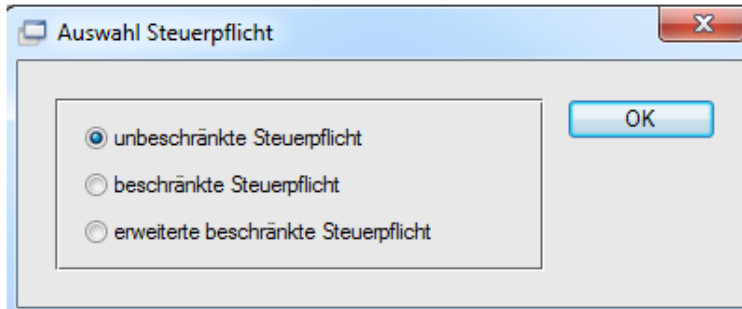 Auswahl Steuerpflicht
unbeschränkte Steuerpflicht
OK
beschränkte Steuerpflicht
erweiterte beschränkte Steuerpflicht